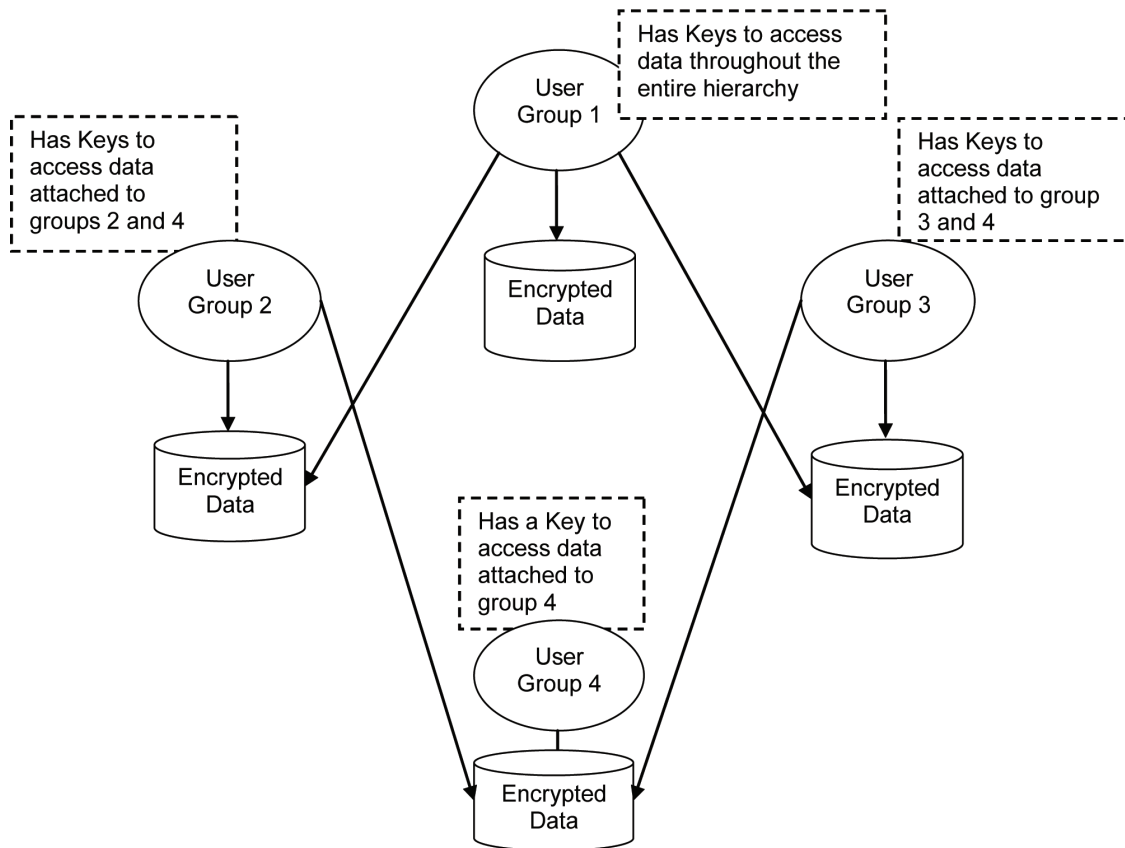 Has Keys to access
data throughout the
entire hierarchy
User
Group 1
Has Keys to
access data
attached to
groups 2 and 4
Has Keys to
access data
attached to group
3 and 4
User
Group 2
Encrypted
Data
User
Group 3
Encrypted
Data
Encrypted
Data
Has a Key to
access data
attached to
group 4
User
Group 4
Encrypted
Data